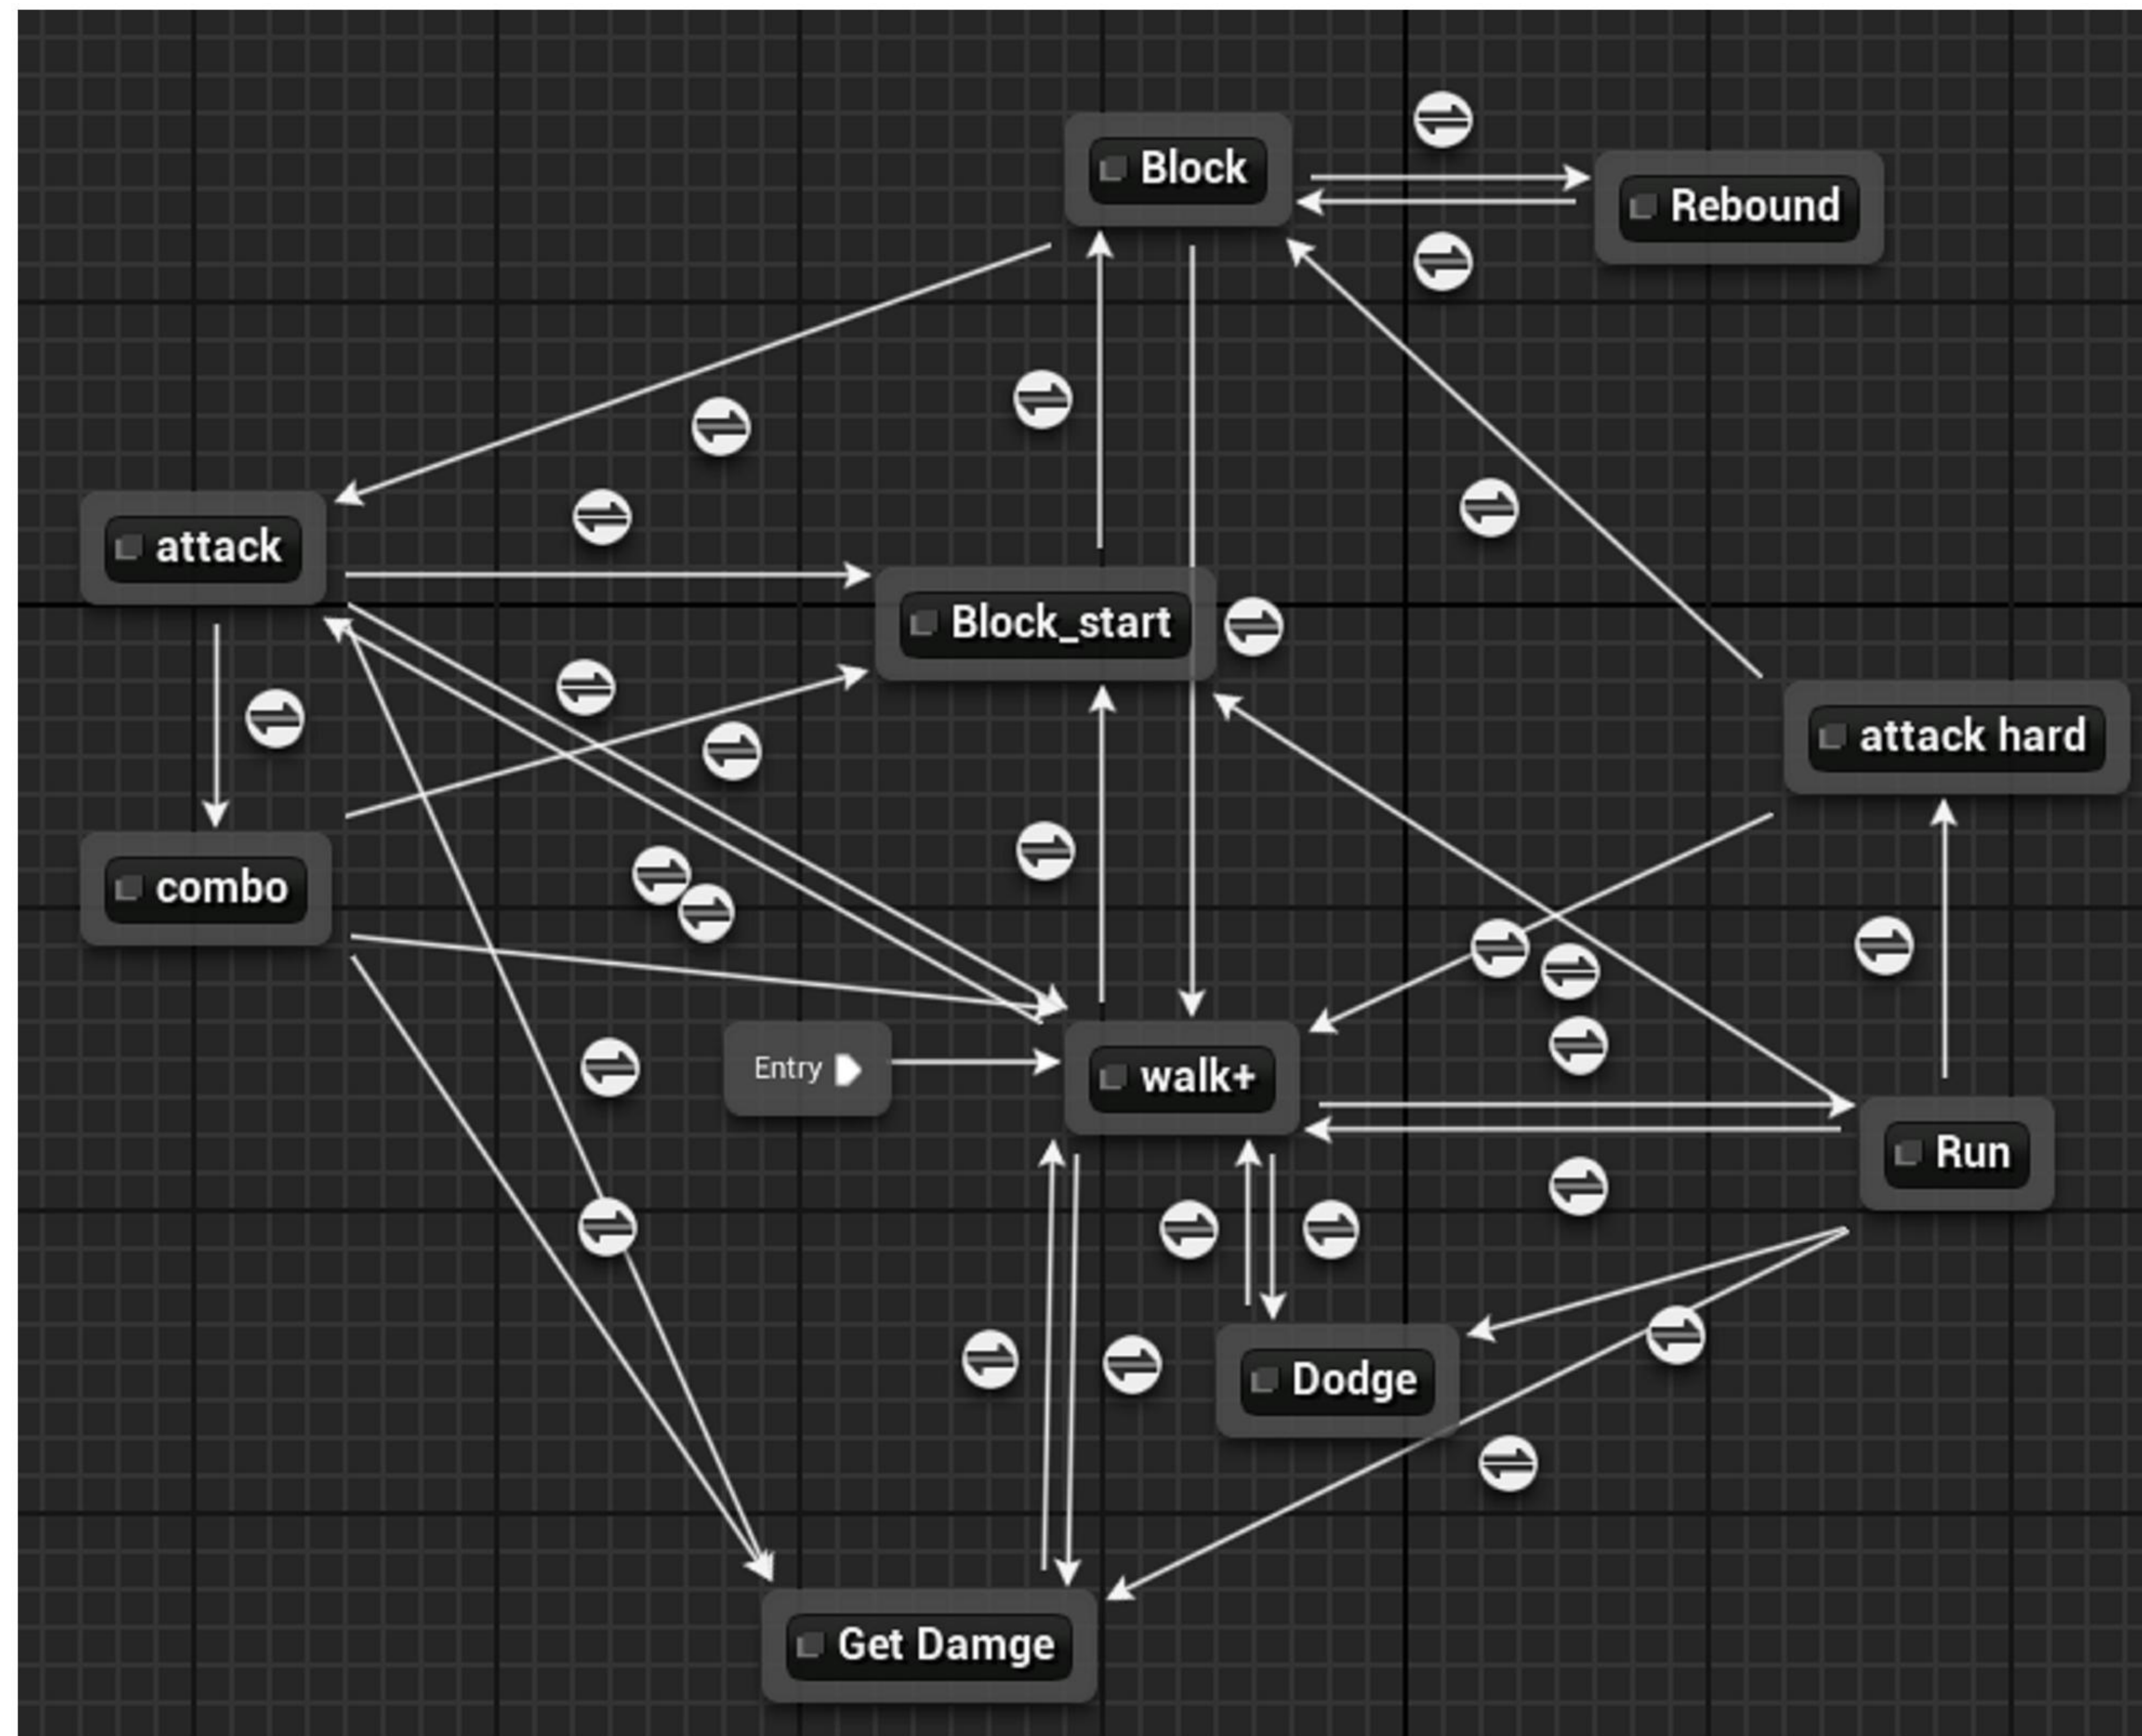 Block
Rebound
attack
Block_start
attack hard
combo
Entry
walk+
Run
Dodge
Get Damge